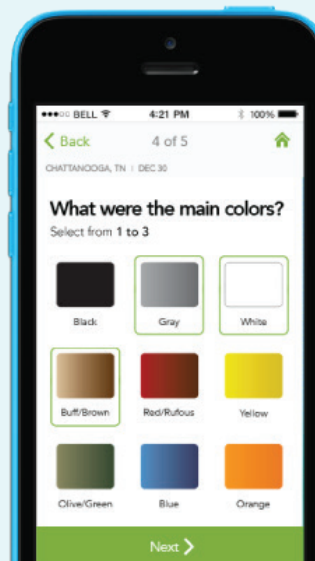 BELL 4:21 PM 100%
Back 4 of 5
CHATTANOOGA, TN | DEC 30
What were the main colors?
Select from 1 to 3
Black Gray White
Buff/Brown Red/Rufous Yellow
Olive/Green Blue Orange
Next